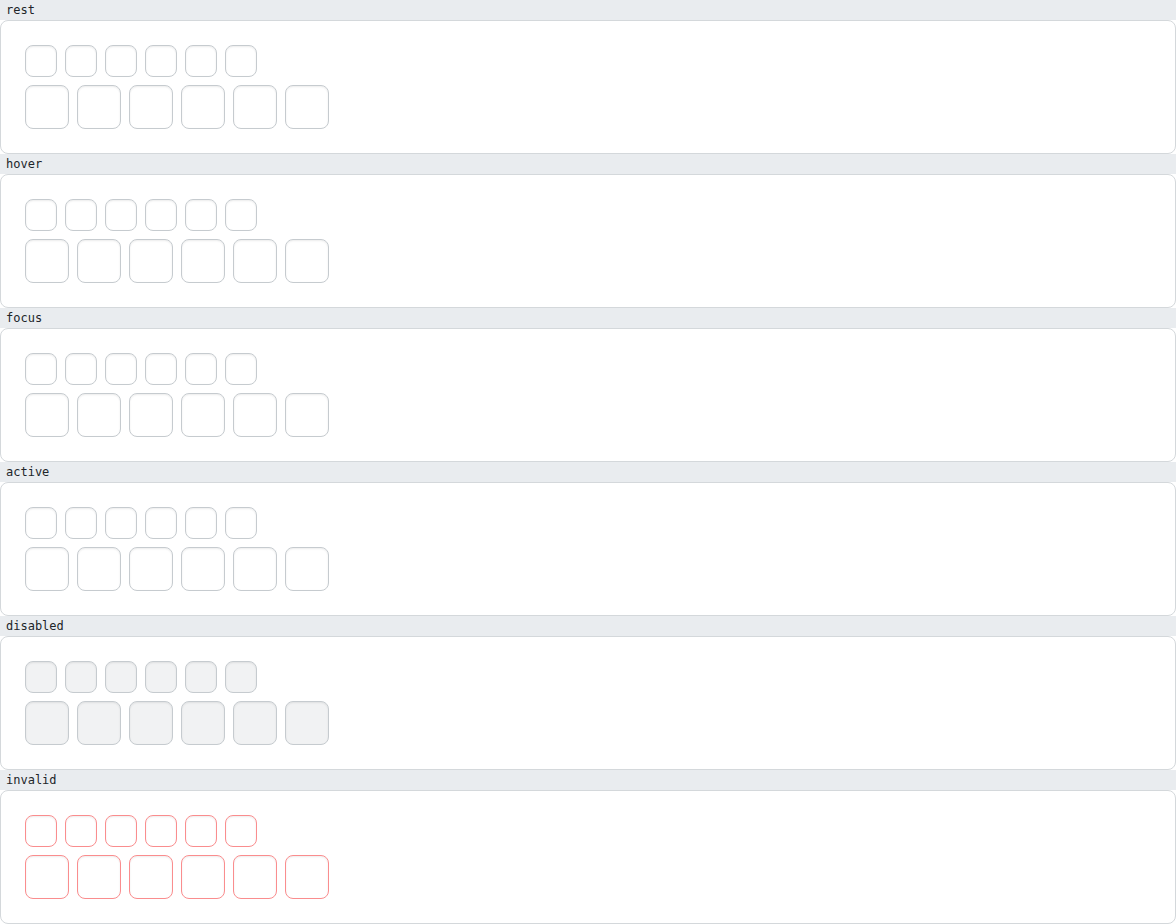 rest
hover
focus
active
disabled
invalid